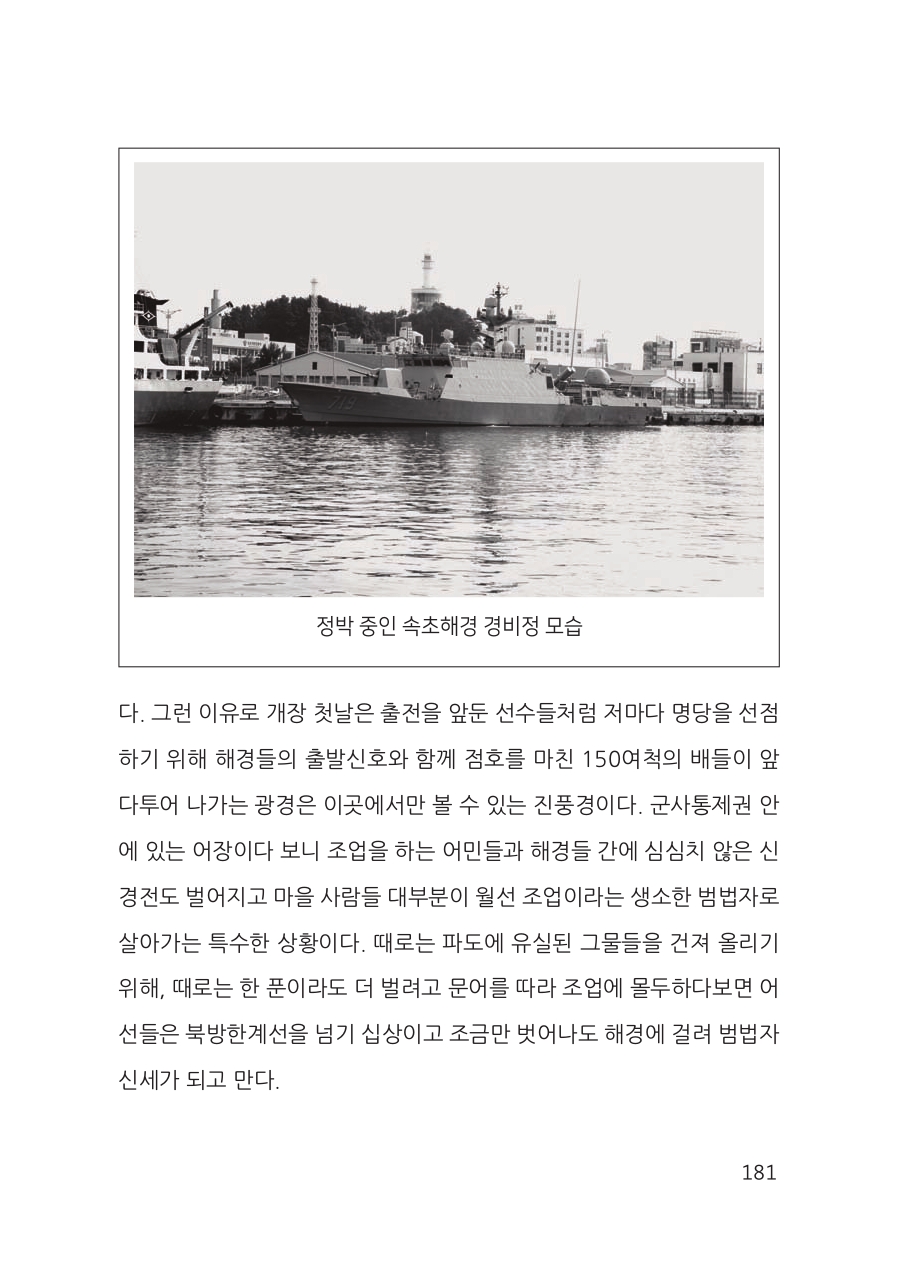 정박 중인 속초해경 경비정 모습
다. 그런 이유로 개장 첫날은 출전을 앞둔 선수들처럼 저마다 명당을 선점
하기 위해 해경들의 출발신호와 함께 점호를 마친 150여척의 배들이 앞
다투어 나가는 광경은 이곳에서만 볼 수 있는 진풍경이다. 군사통제권 안
에 있는 어장이다 보니 조업을 하는 어민들과 해경들 간에 심심치 않은 신
경전도 벌어지고 마을 사람들 대부분이 월선 조업이라는 생소한 범법자로
살아가는 특수한 상황이다. 때로는 파도에 유실된 그물들을 건져 올리기
위해, 때로는 한 푼이라도 더 벌려고 문어를 따라 조업에 몰두하다보면 어
선들은 북방한계선을 넘기 십상이고 조금만 벗어나도 해경에 걸려 범법자
신세가 되고 만다.
181